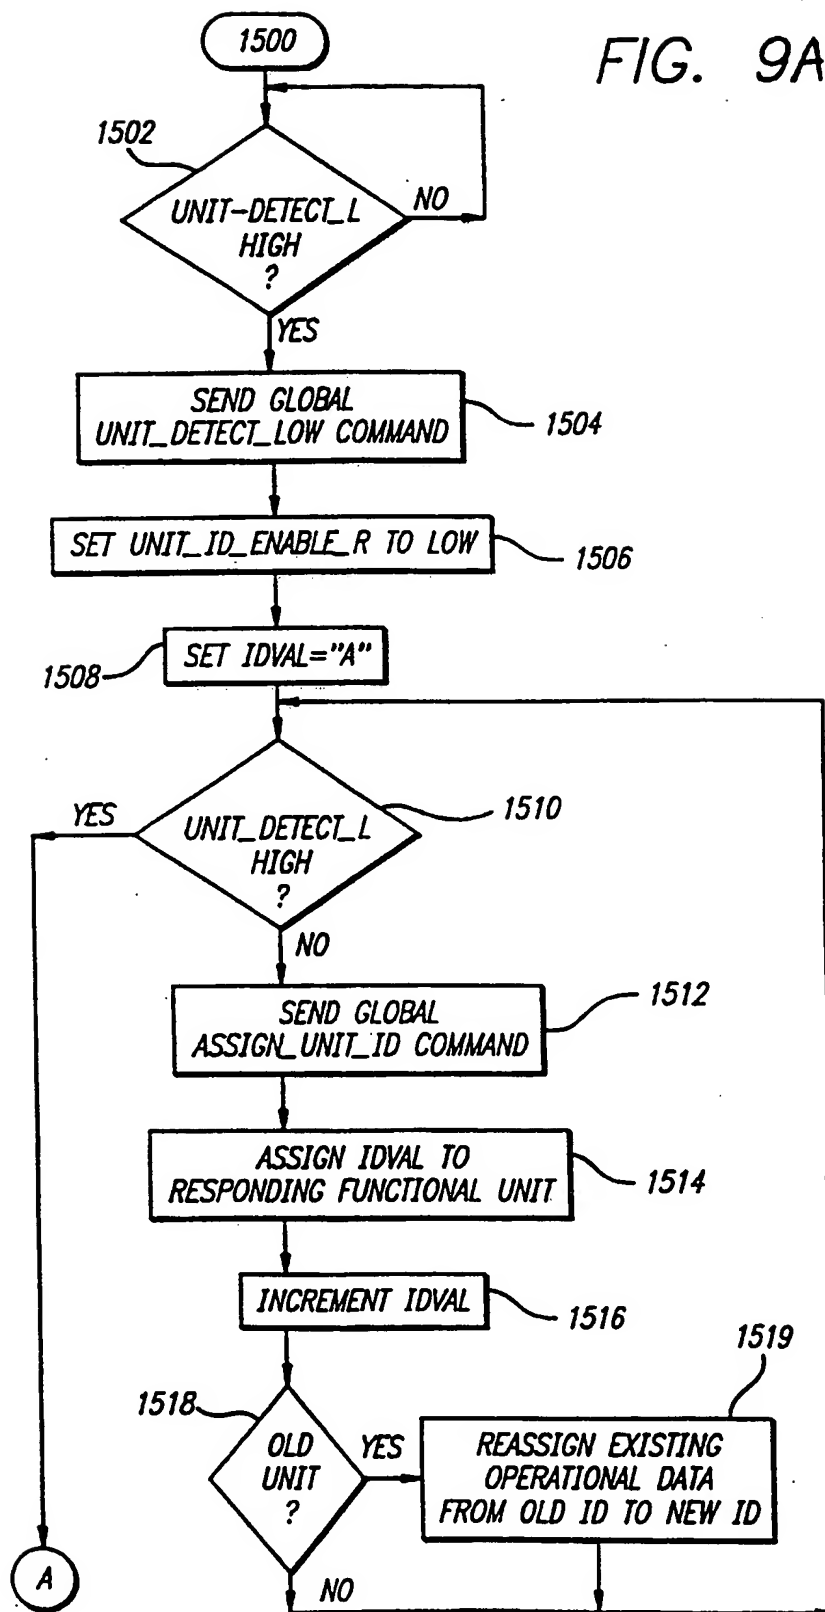 1500
FIG. 9A
1502
UNIT-DETECT_L
HIGH
?
NO
YES
SEND GLOBAL
UNIT_DETECT_LOW COMMAND
1504
SET UNIT_ID_ENABLE_R TO LOW
1506
SET IDVAL="A"
1508
YES
UNIT_DETECT_L
HIGH
?
1510
NO
SEND GLOBAL
ASSIGN_UNIT_ID COMMAND
1512
ASSIGN IDVAL TO
RESPONDING FUNCTIONAL UNIT
1514
INCREMENT IDVAL
1516
1518
OLD
UNIT
?
YES
1519
REASSIGN EXISTING
OPERATIONAL DATA
FROM OLD ID TO NEW ID
A
NO